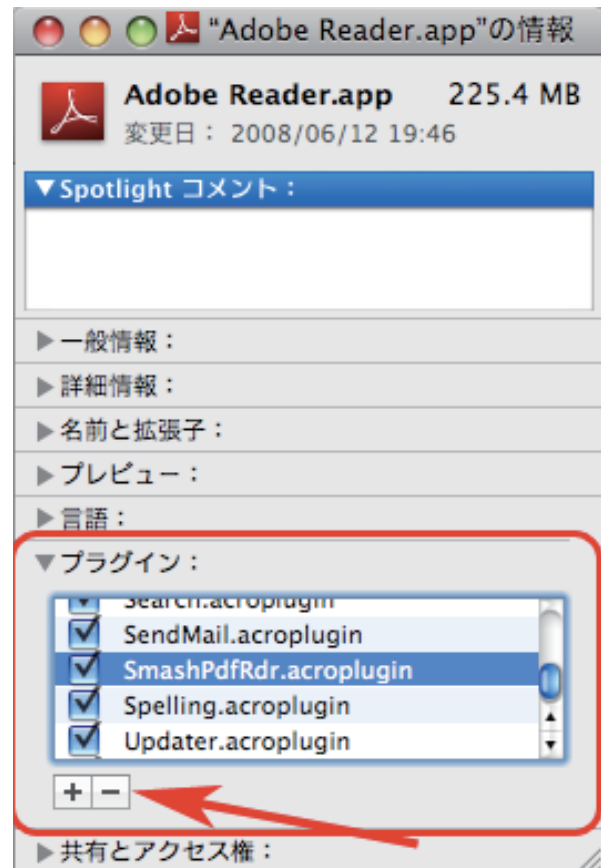 “Adobe Reader.app”の情報
Adobe Reader.app 225.4 MB
変更日： 2008/06/12 19:46
▼Spotlight コメント：
▶一般情報：
▶詳細情報：
▶名前と拡張子：
▶プレビュー：
▶言語：
▼プラグイン：
Search.acroplugin
SendMail.acroplugin
SmashPdfRdr.acroplugin
Spelling.acroplugin
Updater.acroplugin
+ −
▶共有とアクセス権：